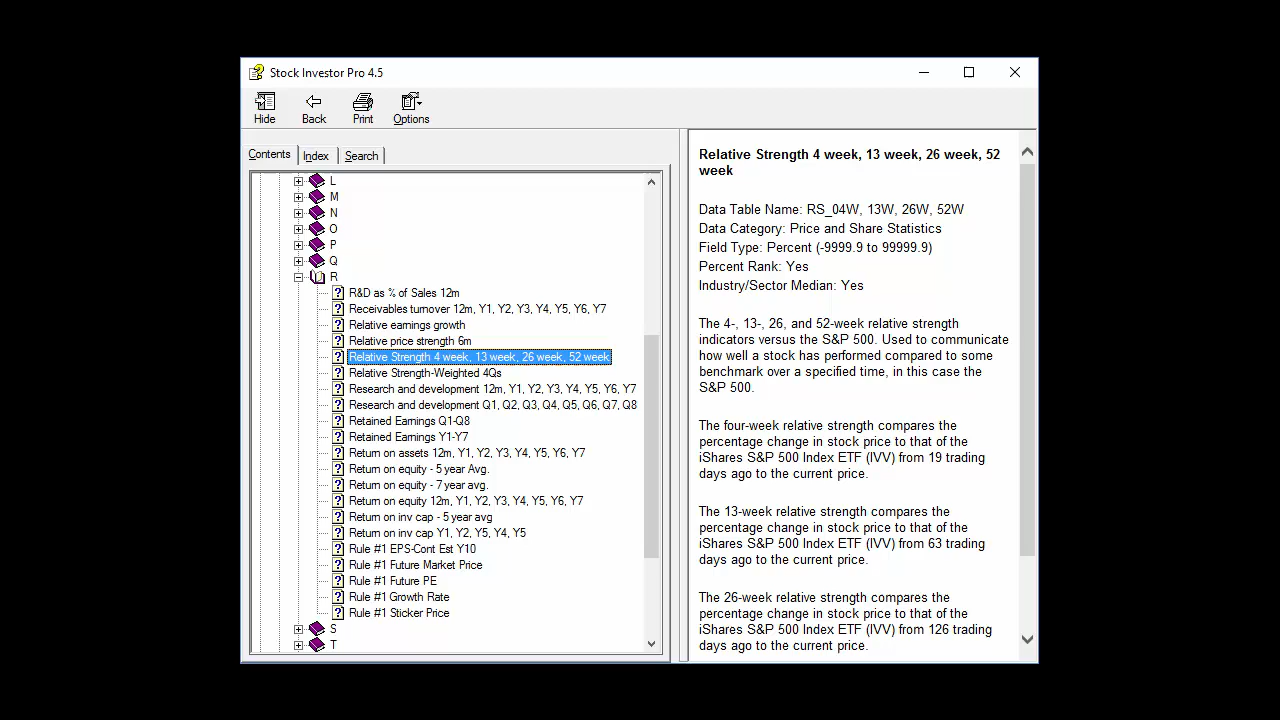 Stock Investor Pro 4.5
Hide Back Print Options
Contents Index Search
L
M
N
O
P
Q
R
R&D as % of Sales 12m
Receivables turnover 12m, Y1, Y2, Y3, Y4, Y5, Y6, Y7
Relative earnings growth
Relative price strength 6m
Relative Strength 4 week, 13 week, 26 week, 52 week
Relative Strength-Weighted 4Qs
Research and development 12m, Y1, Y2, Y3, Y4, Y5, Y6, Y7
Research and development Q1, Q2, Q3, Q4, Q5, Q6, Q7, Q8
Retained Earnings Q1-Q8
Retained Earnings Y1-Y7
Return on assets 12m, Y1, Y2, Y3, Y4, Y5, Y6, Y7
Return on equity - 5 year Avg.
Return on equity - 7 year avg.
Return on equity 12m, Y1, Y2, Y3, Y4, Y5, Y6, Y7
Return on inv cap - 5 year avg
Return on inv cap Y1, Y2, Y5, Y4, Y5
Rule #1 EPS-Cont Est Y10
Rule #1 Future Market Price
Rule #1 Future PE
Rule #1 Growth Rate
Rule #1 Sticker Price
S
T
Relative Strength 4 week, 13 week, 26 week, 52
week
Data Table Name: RS_04W, 13W, 26W, 52W
Data Category: Price and Share Statistics
Field Type: Percent (-9999.9 to 99999.9)
Percent Rank: Yes
Industry/Sector Median: Yes
The 4-, 13-, 26, and 52-week relative strength
indicators versus the S&P 500. Used to communicate
how well a stock has performed compared to some
benchmark over a specified time, in this case the
S&P 500.
The four-week relative strength compares the
percentage change in stock price to that of the
iShares S&P 500 Index ETF (IVV) from 19 trading
days ago to the current price.
The 13-week relative strength compares the
percentage change in stock price to that of the
iShares S&P 500 Index ETF (IVV) from 63 trading
days ago to the current price.
The 26-week relative strength compares the
percentage change in stock price to that of the
iShares S&P 500 Index ETF (IVV) from 126 trading
days ago to the current price.